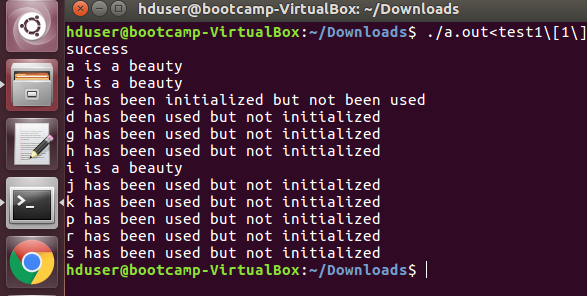 hduser@bootcamp-VirtualBox: ~/Downloads
hduser@bootcamp-VirtualBox:~/Downloads$ ./a.out<test1\[1\]
success
a is a beauty
b is a beauty
c has been initialized but not been used
d has been used but not initialized
g has been used but not initialized
h has been used but not initialized
i is a beauty
j has been used but not initialized
k has been used but not initialized
p has been used but not initialized
r has been used but not initialized
s has been used but not initialized
hduser@bootcamp-VirtualBox:~/Downloads$